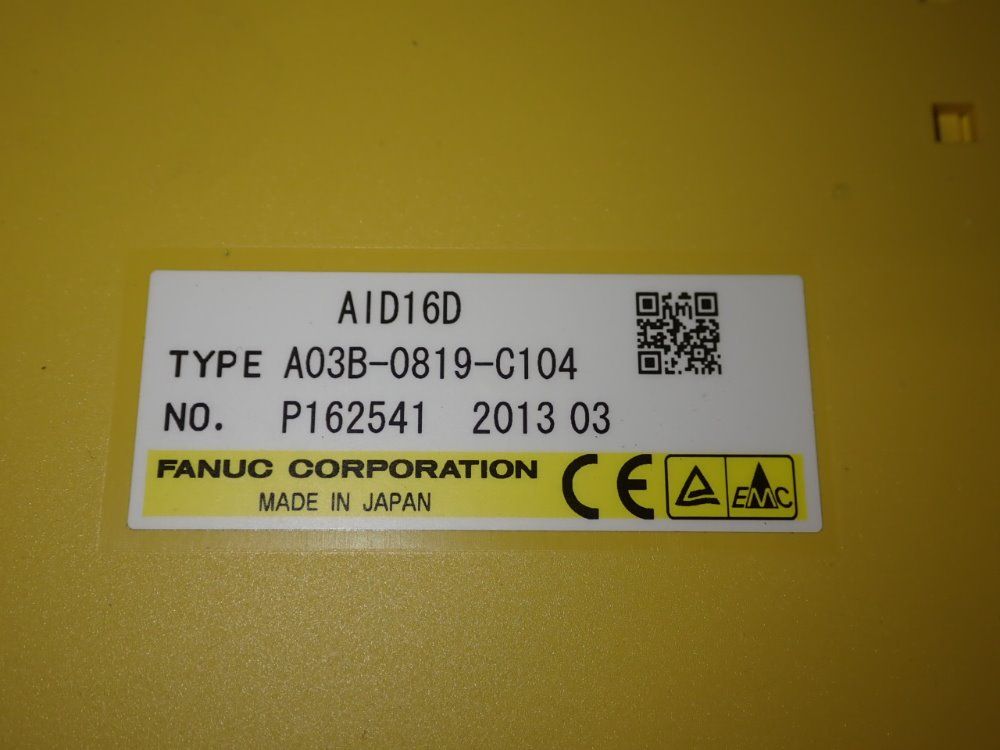 AID16D
TYPE A03B-0819-C104
NO. P162541 2013 03
FANUC CORPORATION
MADE IN JAPAN
CE
EMC